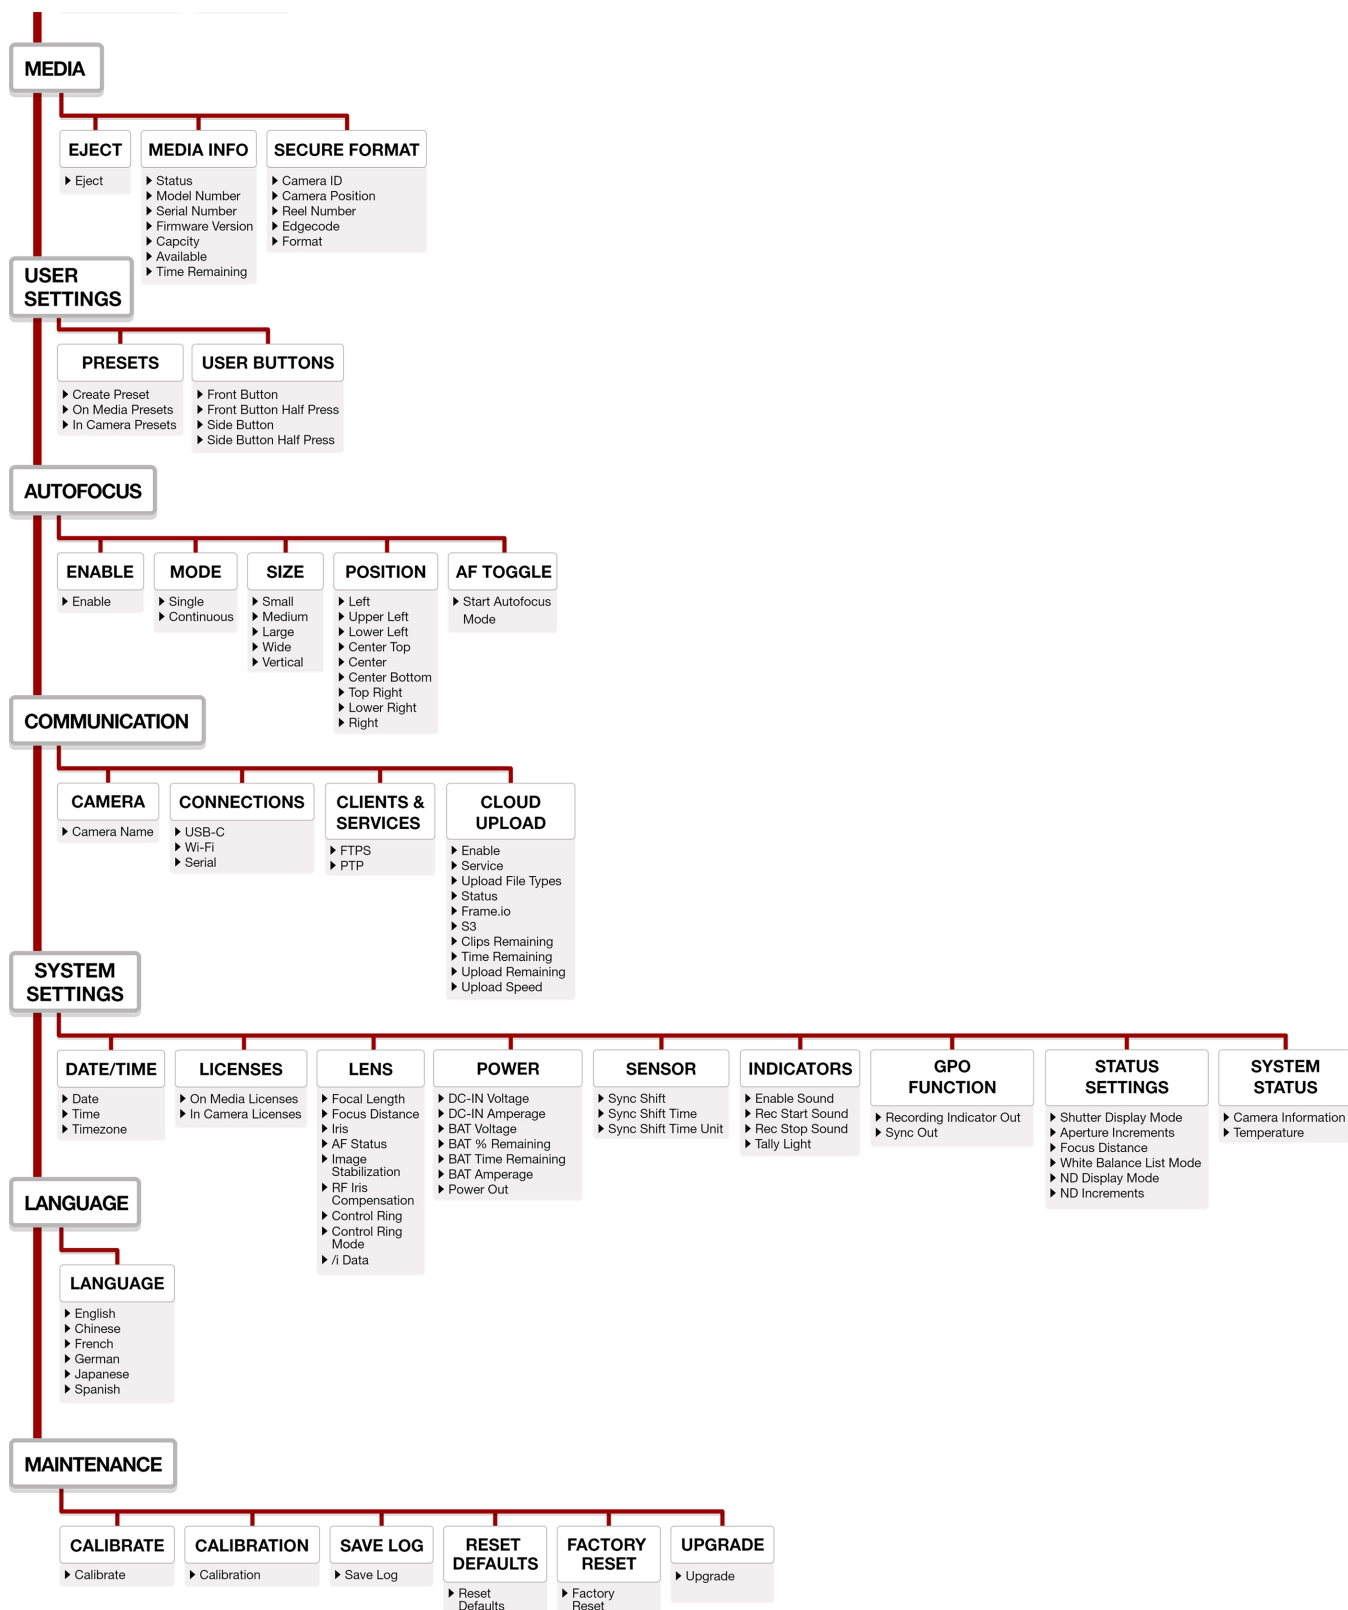 MEDIA
EJECT
Eject
MEDIA INFO
Status
Model Number
Serial Number
Firmware Version
Capcity
Available
Time Remaining
SECURE FORMAT
Camera ID
Camera Position
Reel Number
Edgecode
Format
USER
SETTINGS
PRESETS
Create Preset
On Media Presets
In Camera Presets
USER BUTTONS
Front Button
Front Button Half Press
Side Button
Side Button Half Press
AUTOFOCUS
ENABLE
Enable
MODE
Single
Continuous
SIZE
Small
Medium
Large
Wide
Vertical
POSITION
Left
Upper Left
Lower Left
Center Top
Center
Center Bottom
Top Right
Lower Right
Right
AF TOGGLE
Start Autofocus
Mode
COMMUNICATION
CAMERA
Camera Name
CONNECTIONS
USB-C
Wi-Fi
Serial
CLIENTS &
SERVICES
FTPS
PTP
CLOUD
UPLOAD
Enable
Service
Upload File Types
Status
Frame.io
S3
Clips Remaining
Time Remaining
Upload Remaining
Upload Speed
SYSTEM
SETTINGS
DATE/TIME
Date
Time
Timezone
LICENSES
On Media Licenses
In Camera Licenses
LENS
Focal Length
Focus Distance
Iris
AF Status
Image
Stabilization
RF Iris
Compensation
Control Ring
Control Ring
Mode
/i Data
POWER
DC-IN Voltage
DC-IN Amperage
BAT Voltage
BAT % Remaining
BAT Time Remaining
BAT Amperage
Power Out
SENSOR
Sync Shift
Sync Shift Time
Sync Shift Time Unit
INDICATORS
Enable Sound
Rec Start Sound
Rec Stop Sound
Tally Light
GPO
FUNCTION
Recording Indicator Out
Sync Out
STATUS
SETTINGS
Shutter Display Mode
Aperture Increments
Focus Distance
White Balance List Mode
ND Display Mode
ND Increments
SYSTEM
STATUS
Camera Information
Temperature
LANGUAGE
LANGUAGE
English
Chinese
French
German
Japanese
Spanish
MAINTENANCE
CALIBRATE
Calibrate
CALIBRATION
Calibration
SAVE LOG
Save Log
RESET
DEFAULTS
Reset
Defaults
FACTORY
RESET
Factory
Reset
UPGRADE
Upgrade